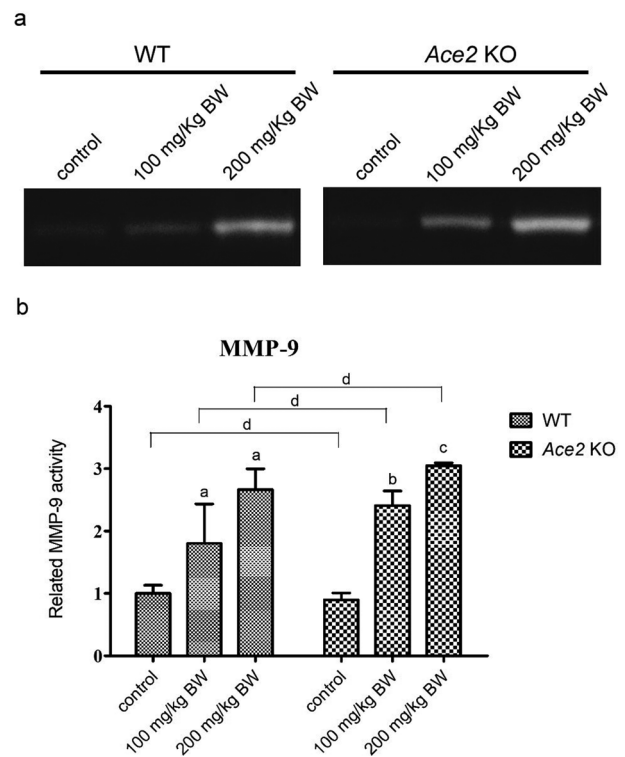 a
WT
Ace2 KO
control
100 mg/Kg BW
200 mg/Kg BW
control
100 mg/Kg BW
200 mg/Kg BW
b
MMP-9
d
d
d
WT
Ace2 KO
Related MMP-9 activity
4
3
2
1
0
a
a
b
c
control
100 mg/kg BW
200 mg/kg BW
control
100 mg/kg BW
200 mg/kg BW